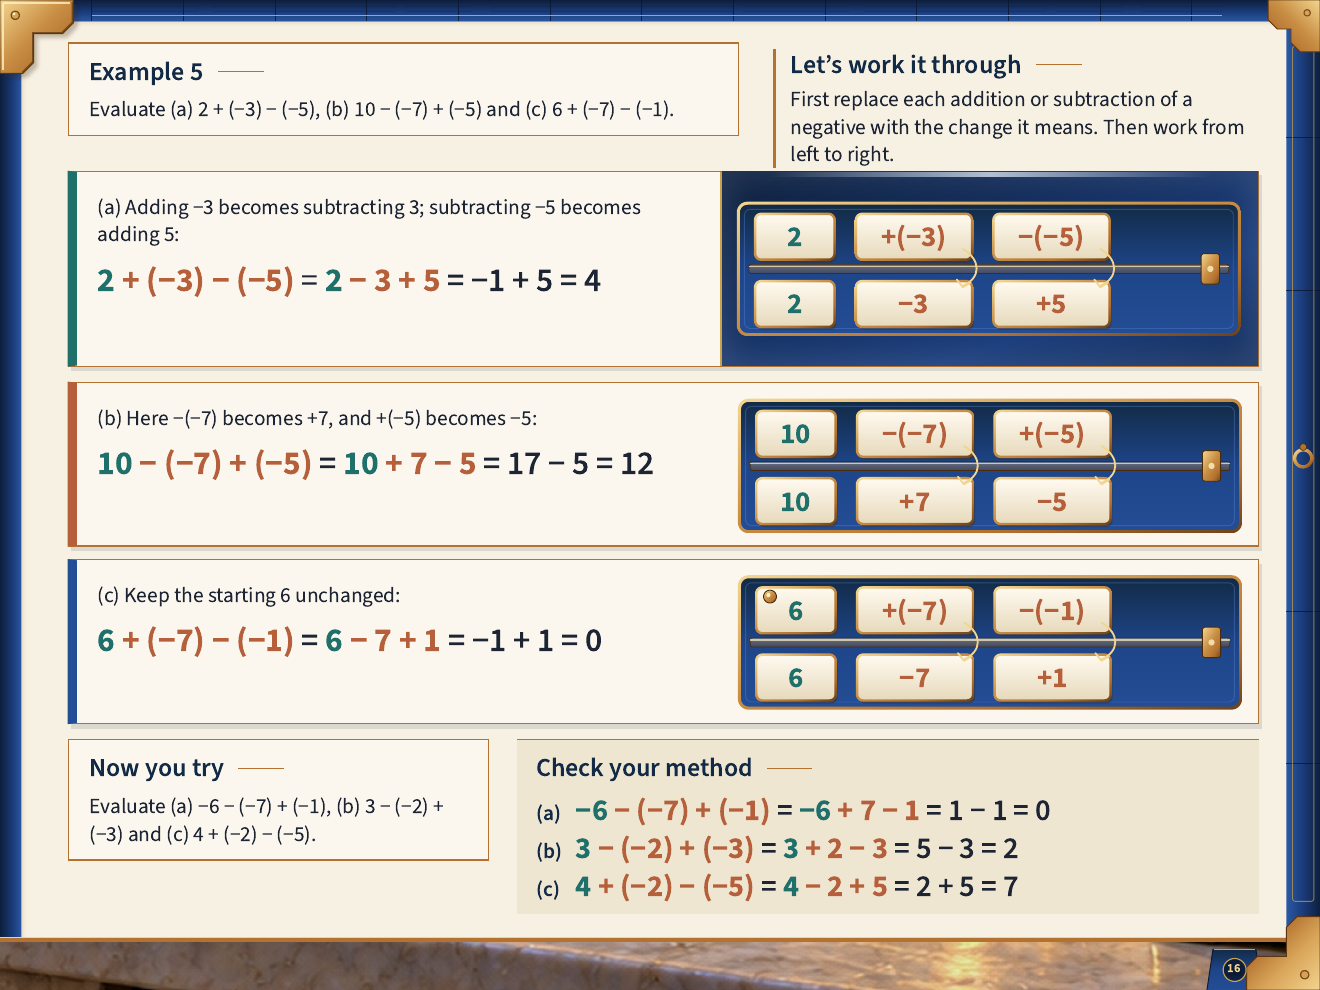 Example 5
Evaluate (a) 2 + (−3) − (−5), (b) 10 − (−7) + (−5) and (c) 6 + (−7) − (−1).
Let’s work it through
First replace each addition or subtraction of a
negative with the change it means. Then work from
left to right.
(a) Adding −3 becomes subtracting 3; subtracting −5 becomes
adding 5:
2 + (−3) − (−5) = 2 − 3 + 5 = −1 + 5 = 4
2 +(−3) −(−5)
2 −3 +5
(b) Here −(−7) becomes +7, and +(−5) becomes −5:
10 − (−7) + (−5) = 10 + 7 − 5 = 17 − 5 = 12
10 −(−7) +(−5)
10 +7 −5
(c) Keep the starting 6 unchanged:
6 + (−7) − (−1) = 6 − 7 + 1 = −1 + 1 = 0
6 +(−7) −(−1)
6 −7 +1
Now you try
Evaluate (a) −6 − (−7) + (−1), (b) 3 − (−2) +
(−3) and (c) 4 + (−2) − (−5).
Check your method
(a) −6 − (−7) + (−1) = −6 + 7 − 1 = 1 − 1 = 0
(b) 3 − (−2) + (−3) = 3 + 2 − 3 = 5 − 3 = 2
(c) 4 + (−2) − (−5) = 4 − 2 + 5 = 2 + 5 = 7
16